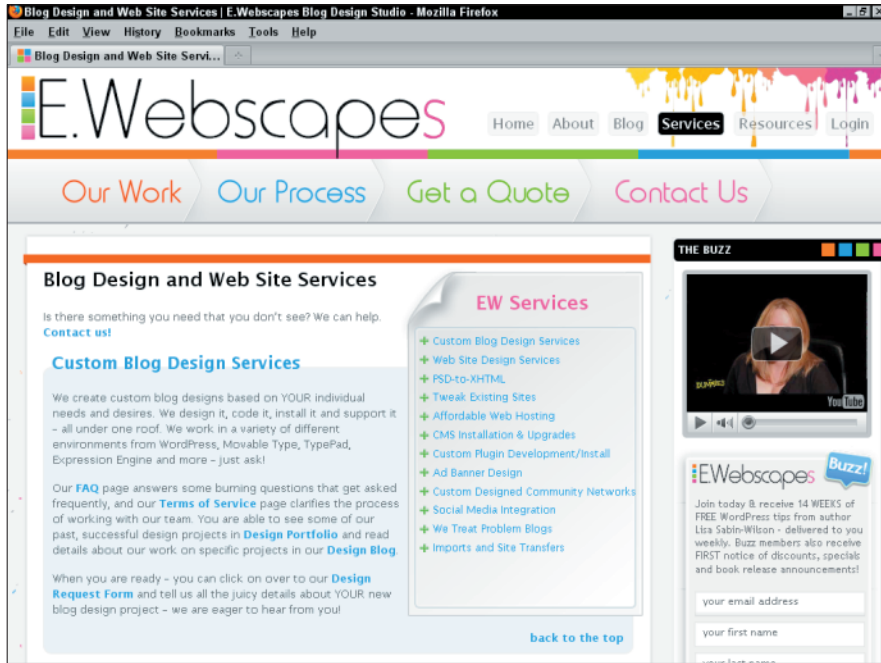 Blog Design and Web Site Services | E.Webscapes Blog Design Studio - Mozilla Firefox
File Edit View History Bookmarks Tools Help
Blog Design and Web Site Servi...
E.Webscapes
Home About Blog Services Resources Login
Our Work Our Process Get a Quote Contact Us
Blog Design and Web Site Services
Is there something you need that you don't see? We can help.
Contact us!
Custom Blog Design Services
We create custom blog designs based on YOUR individual
needs and desires. We design it, code it, install it and support it
- all under one roof. We work in a variety of different
environments from WordPress, Movable Type, TypePad,
Expression Engine and more - just ask!
Our FAQ page answers some burning questions that get asked
frequently, and our Terms of Service page clarifies the process
of working with our team. You are able to see some of our
past, successful design projects in Design Portfolio and read
details about our work on specific projects in our Design Blog.
When you are ready - you can click on over to our Design
Request Form and tell us all the juicy details about YOUR new
blog design project - we are eager to hear from you!
back to the top
EW Services
Custom Blog Design Services
Web Site Design Services
PSD-to-XHTML
Tweak Existing Sites
Affordable Web Hosting
CMS Installation & Upgrades
Custom Plugin Development/Install
Ad Banner Design
Custom Designed Community Networks
Social Media Integration
We Treat Problem Blogs
Imports and Site Transfers
THE BUZZ
DUMMIES
YouTube
E.Webscapes Buzz!
Join today & receive 14 WEEKS of
FREE WordPress tips from author
Lisa Sabin-Wilson - delivered to you
weekly. Buzz members also receive
FIRST notice of discounts, specials
and book release announcements!
your email address
your first name
your last name